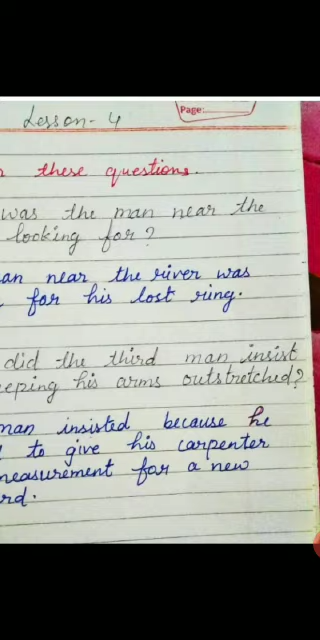 Page:
Lesson - 4
these questions.
was the man near the
looking for?
an near the river was
for his lost ring.
did the third man insist
eeping his arms outstretched?
man insisted because he
to give his carpenter
measurement for a new
rd.